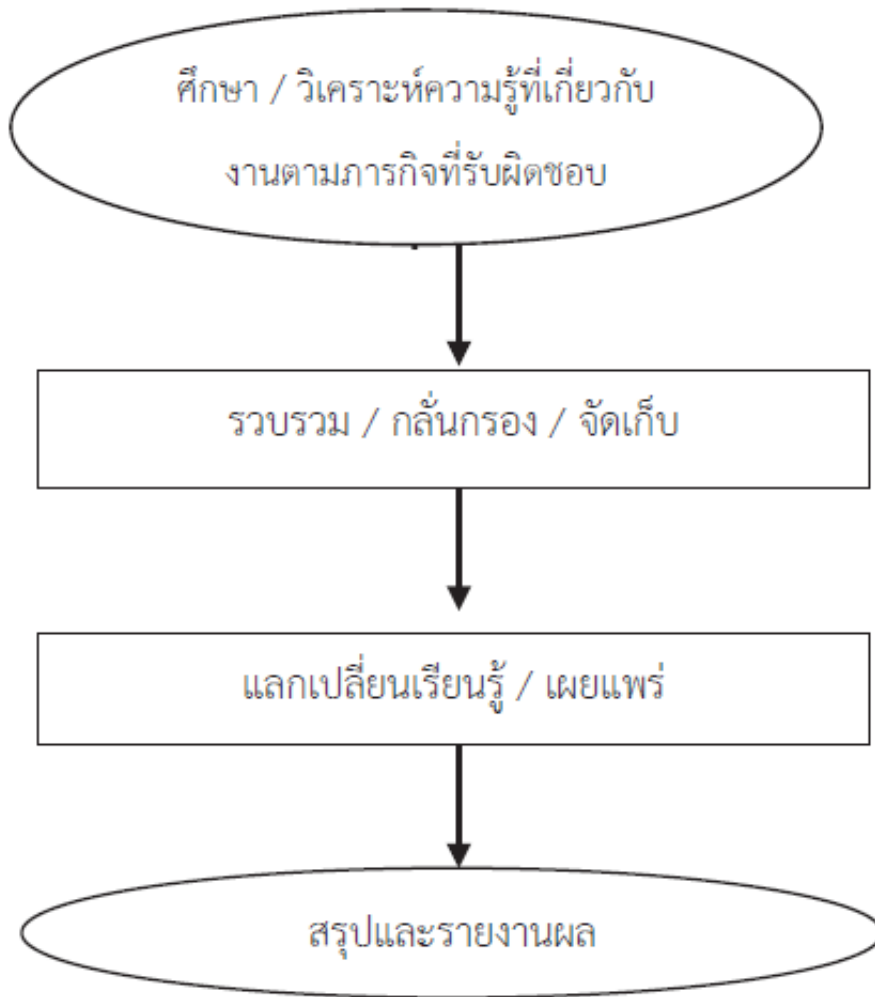 ศึกษา / วิเคราะห์ความรู้ที่เกี่ยวกับ
งานตามภารกิจที่รับผิดชอบ
รวบรวม / กลั่นกรอง / จัดเก็บ
แลกเปลี่ยนเรียนรู้ / เผยแพร่
สรุปและรายงานผล